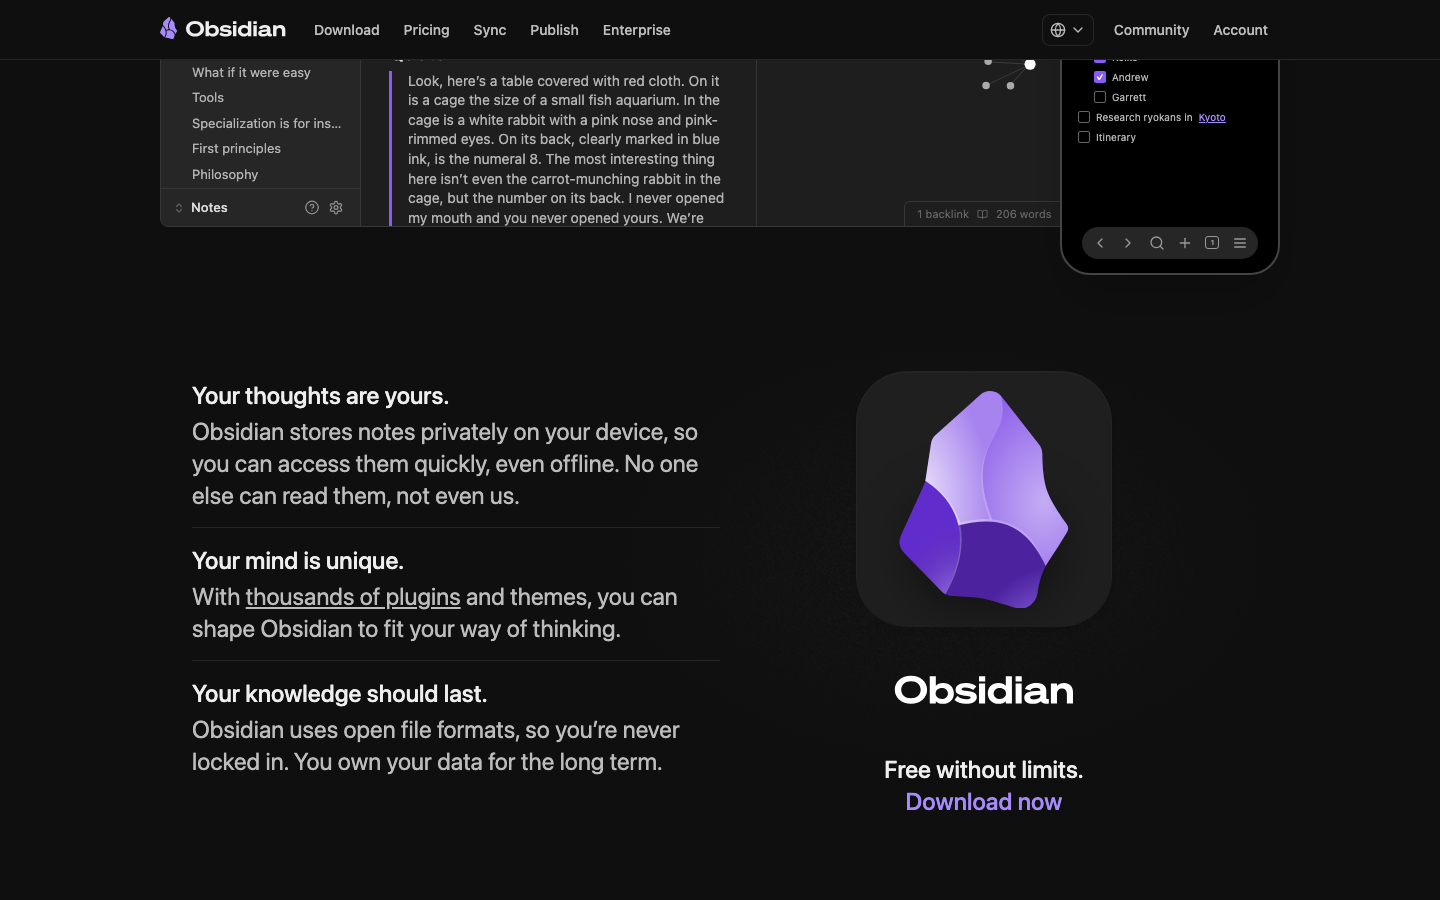 Obsidian
Download
Pricing
Sync
Publish
Enterprise
Community
Account
What if it were easy
Tools
Specialization is for ins...
First principles
Philosophy
Notes
Look, here's a table covered with red cloth. On it
is a cage the size of a small fish aquarium. In the
cage is a white rabbit with a pink nose and pink-
rimmed eyes. On its back, clearly marked in blue
ink, is the numeral 8. The most interesting thing
here isn't even the carrot-munching rabbit in the
cage, but the number on its back. I never opened
my mouth and you never opened yours. We're
1 backlink
206 words
Andrew
Garrett
Research ryokans in Kyoto
Itinerary
1
Your thoughts are yours.
Obsidian stores notes privately on your device, so
you can access them quickly, even offline. No one
else can read them, not even us.
Your mind is unique.
With thousands of plugins and themes, you can
shape Obsidian to fit your way of thinking.
Your knowledge should last.
Obsidian uses open file formats, so you're never
locked in. You own your data for the long term.
Obsidian
Free without limits.
Download now